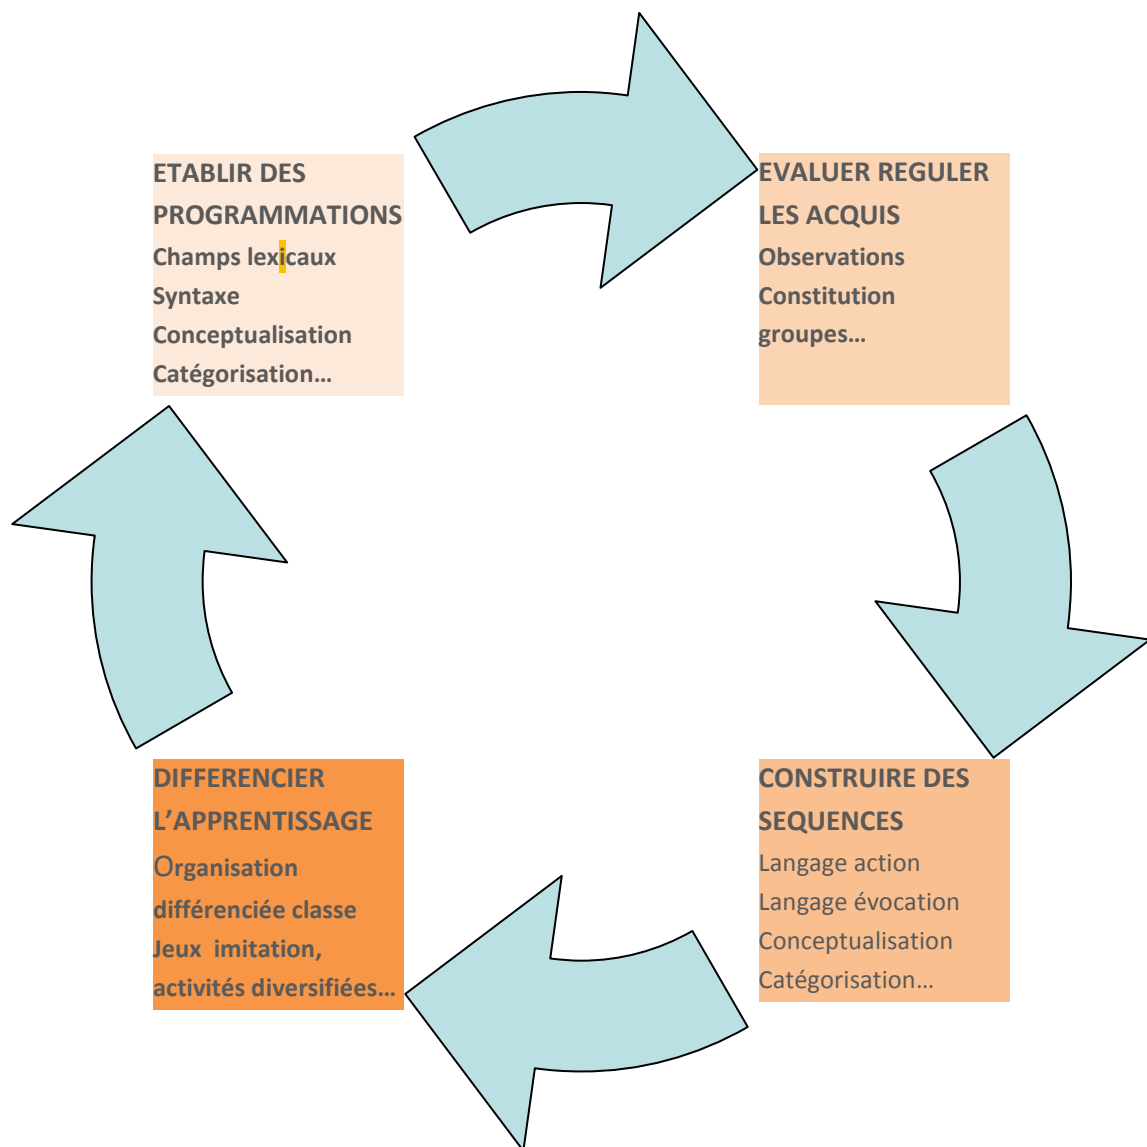 ETABLIR DES
PROGRAMMATIONS
Champs lexicaux
Syntaxe
Conceptualisation
Catégorisation…
EVALUER REGULER
LES ACQUIS
Observations
Constitution
groupes…
CONSTRUIRE DES
SEQUENCES
Langage action
Langage évocation
Conceptualisation
Catégorisation…
DIFFERENCIER
L’APPRENTISSAGE
Organisation
différenciée classe
Jeux  imitation,
activités diversifiées…